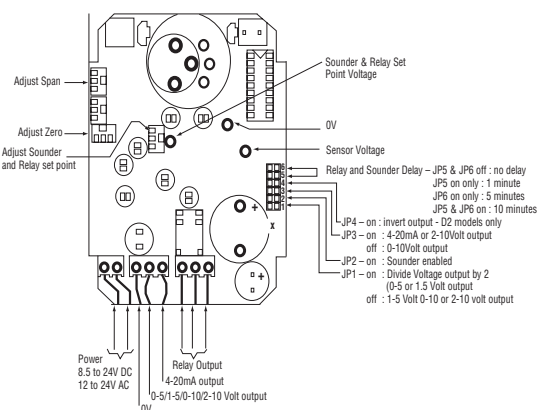 Adjust Span
Adjust Zero
Adjust Sounder
and Relay set point
Sounder & Relay Set
Point Voltage
0V
Sensor Voltage
6
5
4
3
2
1
Relay and Sounder Delay – JP5 & JP6 off : no delay
JP5 on only : 1 minute
JP6 on only : 5 minutes
JP5 & JP6 on : 10 minutes
JP4 – on : invert output - D2 models only
JP3 – on : 4-20mA or 2-10Volt output
off : 0-10Volt output
JP2 – on : Sounder enabled
JP1 – on : Divide Voltage output by 2
(0-5 or 1.5 Volt output
off : 1-5 Volt 0-10 or 2-10 volt output
+
x
+
Power
8.5 to 24V DC
12 to 24V AC
Relay Output
4-20mA output
0-5/1-5/0-10/2-10 Volt output
0V